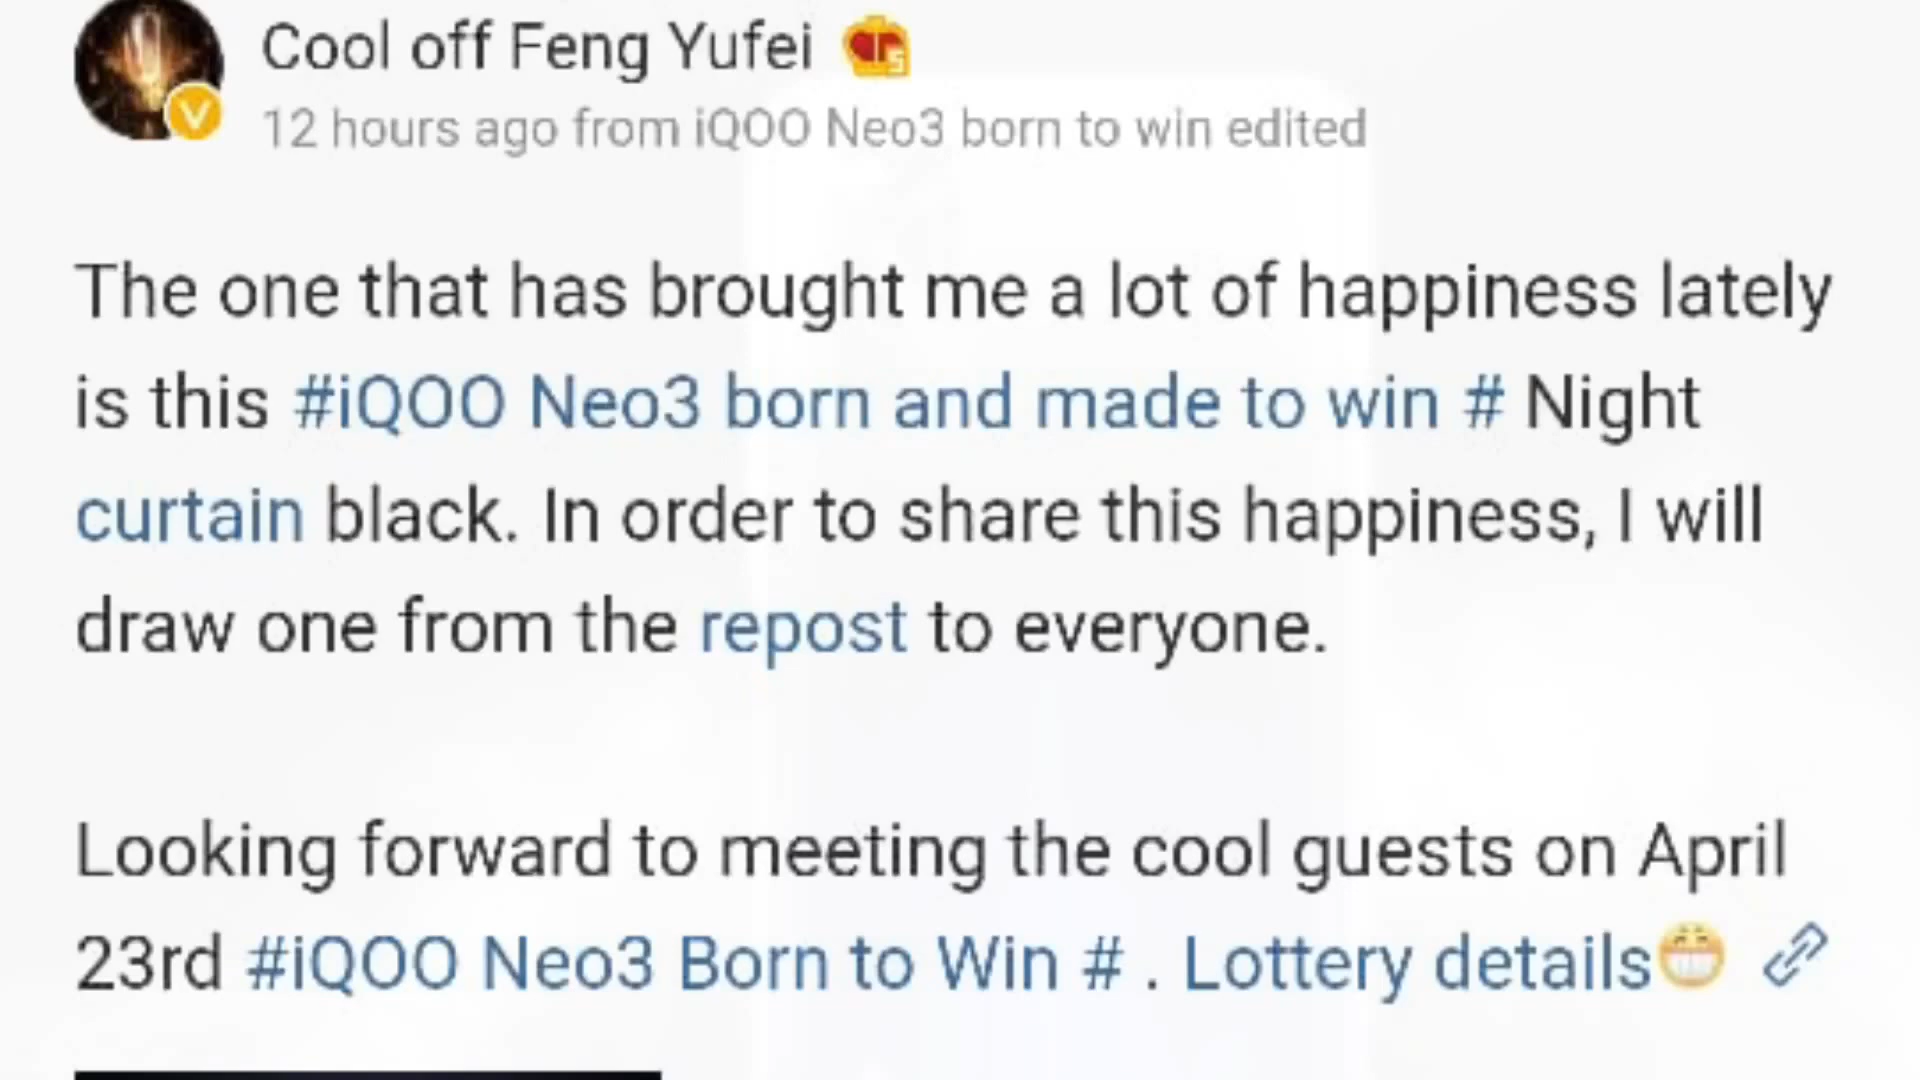 Cool off Feng Yufei
12 hours ago from iQOO Neo3 born to win edited
The one that has brought me a lot of happiness lately
is this #iQOO Neo3 born and made to win # Night
curtain black. In order to share this happiness, I will
draw one from the repost to everyone.
Looking forward to meeting the cool guests on April
23rd #iQOO Neo3 Born to Win # . Lottery details